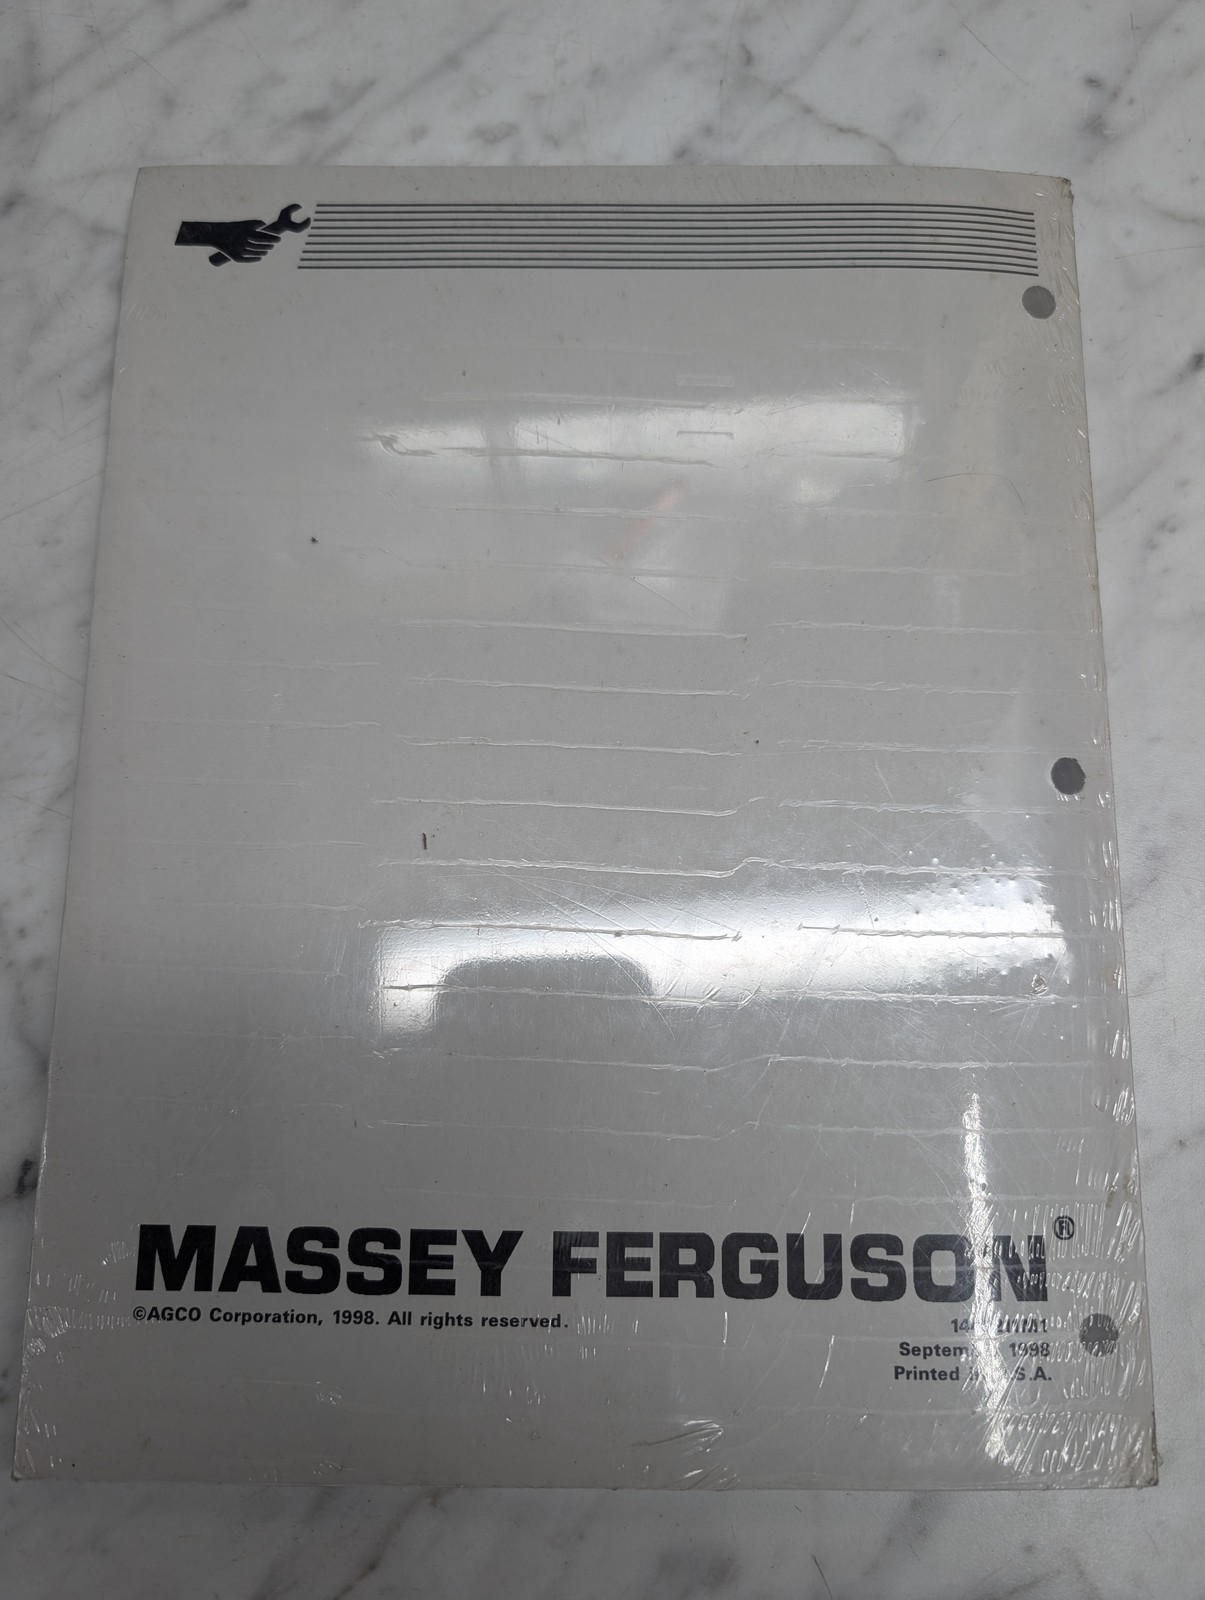 MASSEY FERGUSON®
©AGCO Corporation, 1998. All rights reserved.
1998
Printed